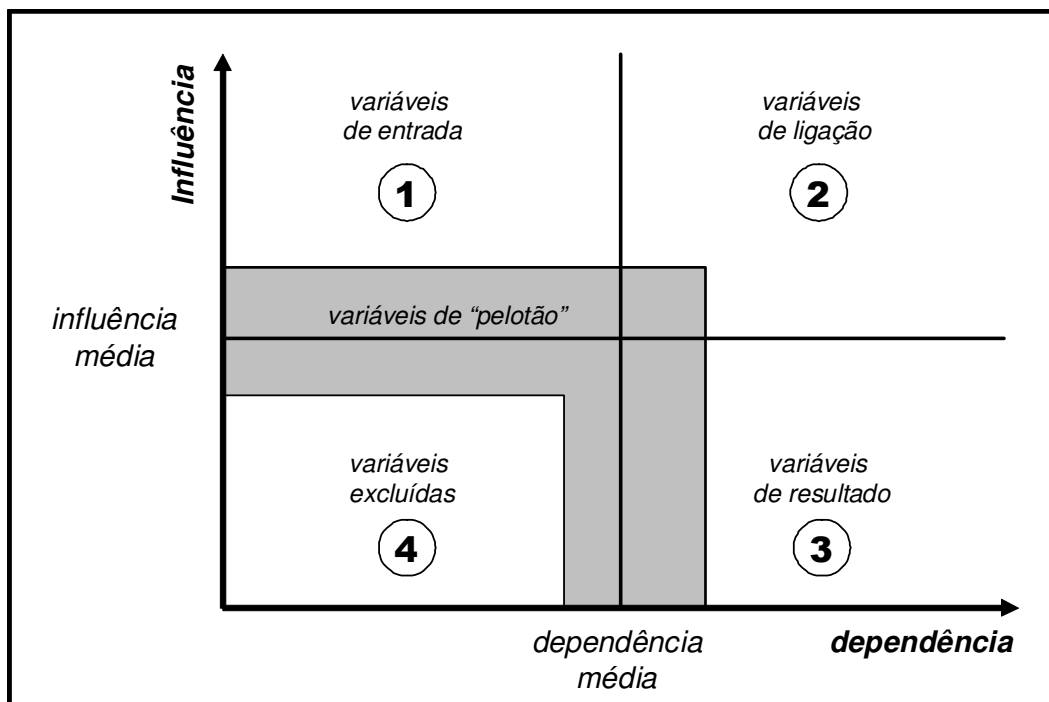 Influência
variáveis
de entrada
1
variáveis
de ligação
2
influência
média
variáveis de “pelotão”
variáveis
excluídas
4
variáveis
de resultado
3
dependência
média
dependência